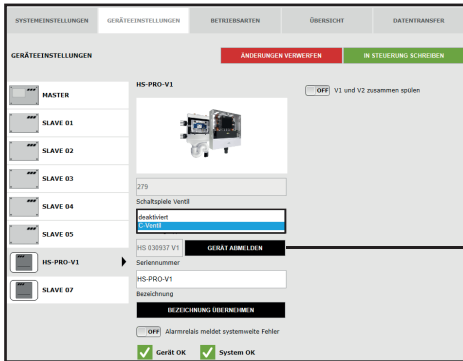 SYSTEMEINSTELLUNGEN GERÄTEEINSTELLUNGEN BETRIEBSARTEN ÜBERSICHT DATENTRANSFER
GERÄTEEINSTELLUNGEN ÄNDERUNGEN VERWERFEN IN STEUERUNG SCHREIBEN
MASTER
SLAVE 01
SLAVE 02
SLAVE 03
SLAVE 04
SLAVE 05
HS-PRO-V1
SLAVE 07
HS-PRO-V1
279
Schaltspiele Ventil
deaktiviert
C-Ventil
HS 030937 V1 GERÄT ABMELDEN
Seriennummer
HS-PRO-V1
Bezeichnung
BEZEICHNUNG ÜBERNEHMEN
OFF Alarmrelais meldet systemweite Fehler
Gerät OK System OK
OFF V1 und V2 zusammen spülen